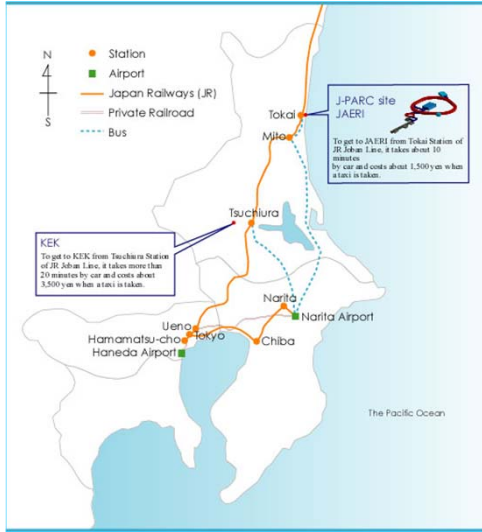 N
S
Station
Airport
Japan Railways (JR)
Private Railroad
Bus
J-PARC site
JAERI
To get to JAERI from Tokai Station of
JR Joban Line, it takes about 10
minutes
by car and costs about 1,500 yen when
a taxi is taken.
Tokai
Mito
Tsuchiura
KEK
To get to KEK from Tsuchiura Station
of JR Joban Line, it takes more than
20 minutes by car and costs about
3,500 yen when a taxi is taken.
Narita
Narita Airport
Ueno
Tokyo
Hamamatsu-cho
Haneda Airport
Chiba
The Pacific Ocean